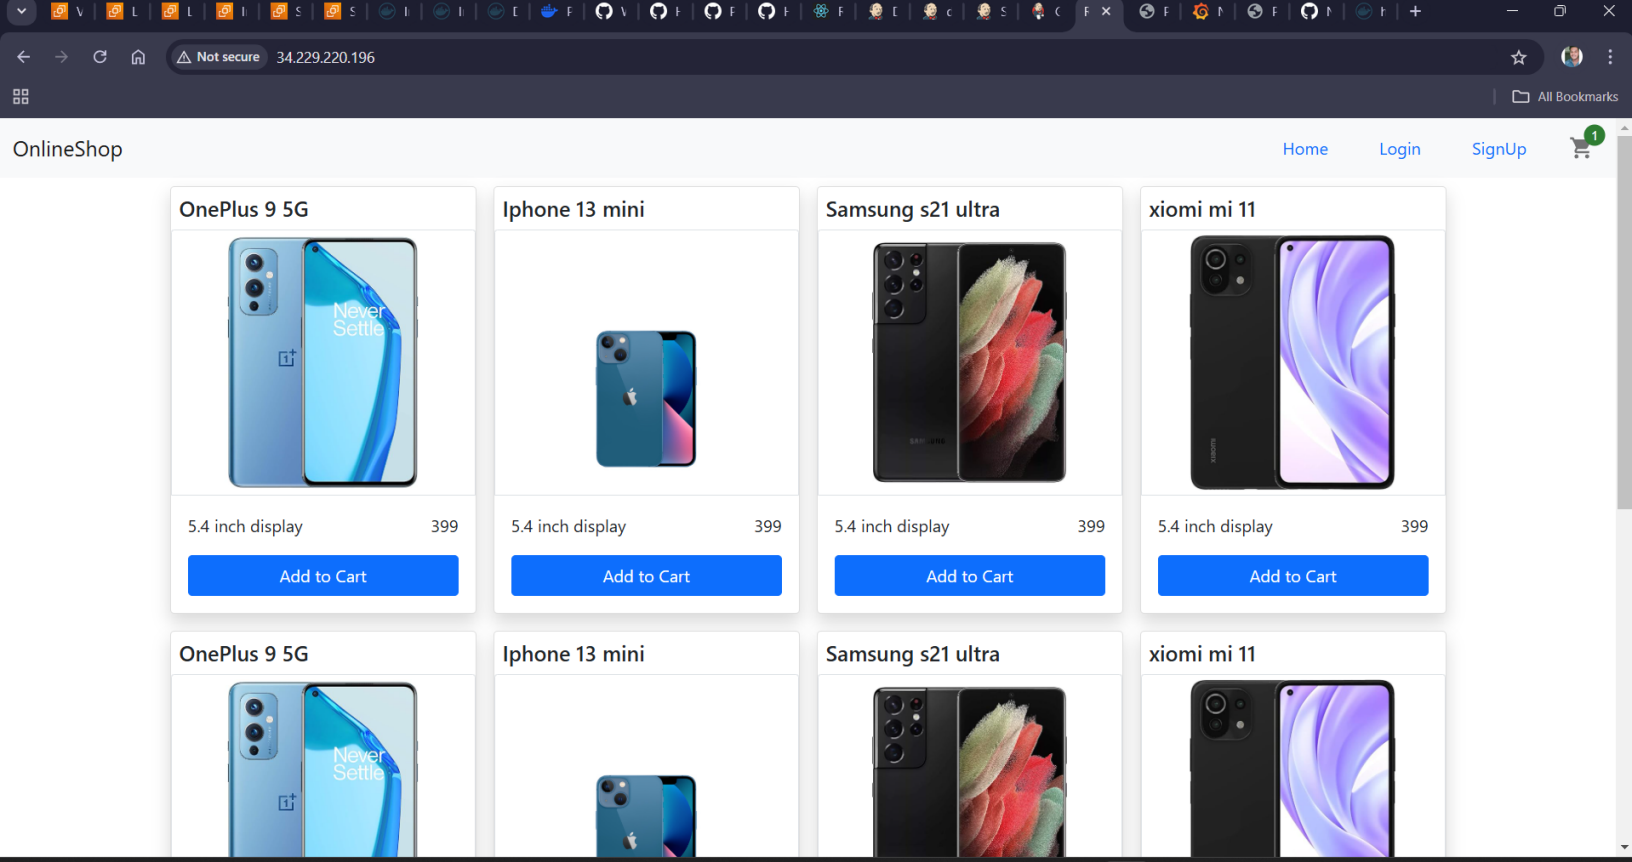 Not secure
34.229.220.196
All Bookmarks
OnlineShop
Home
Login
SignUp
1
OnePlus 9 5G
Iphone 13 mini
Samsung s21 ultra
xiomi mi 11
Never
Settle
SAMSUNG
xiaomi
5.4 inch display
399
5.4 inch display
399
5.4 inch display
399
5.4 inch display
399
Add to Cart
Add to Cart
Add to Cart
Add to Cart
OnePlus 9 5G
Iphone 13 mini
Samsung s21 ultra
xiomi mi 11
Never
Settle